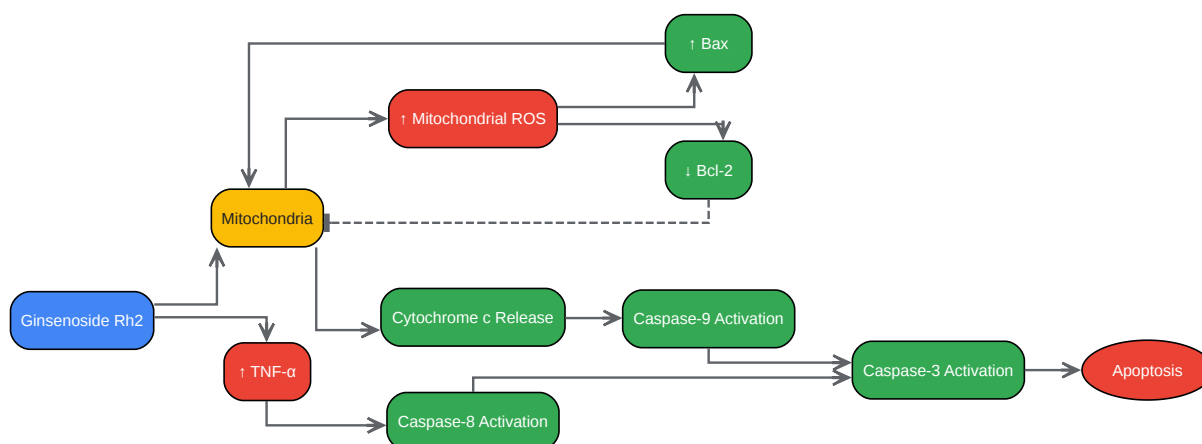 ↑ Bax
↑ Mitochondrial ROS
↓ Bcl-2
Mitochondria
Ginsenoside Rh2
Cytochrome c Release
Caspase-9 Activation
↑ TNF-α
Caspase-3 Activation
Apoptosis
Caspase-8 Activation